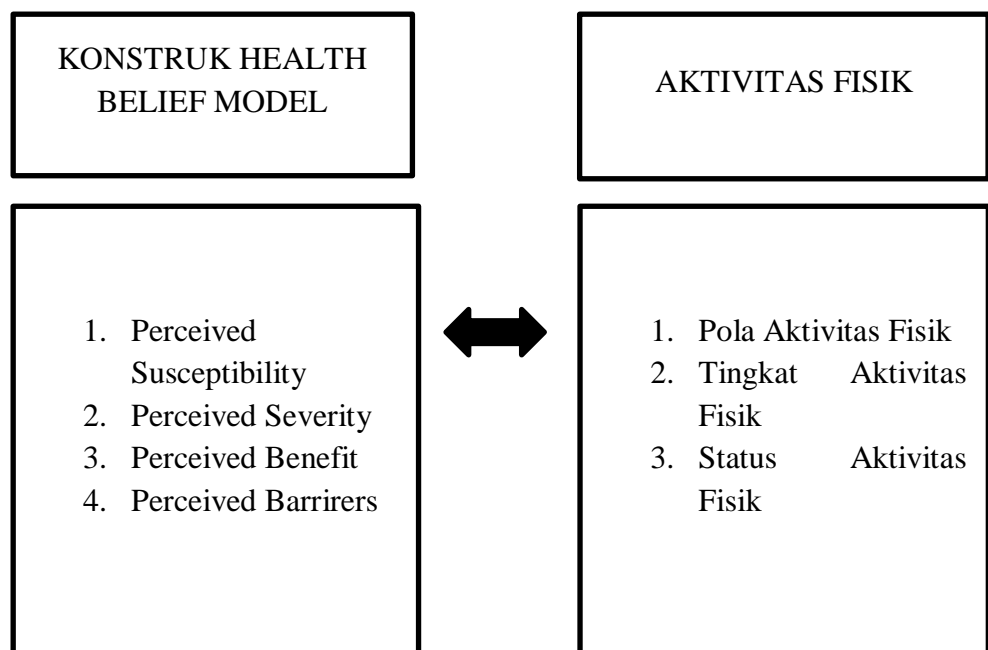 KONSTRUK HEALTH
BELIEF MODEL
AKTIVITAS FISIK
1. Perceived
Susceptibility
2. Perceived Severity
3. Perceived Benefit
4. Perceived Barrirers
1. Pola Aktivitas Fisik
2. Tingkat Aktivitas
Fisik
3. Status Aktivitas
Fisik